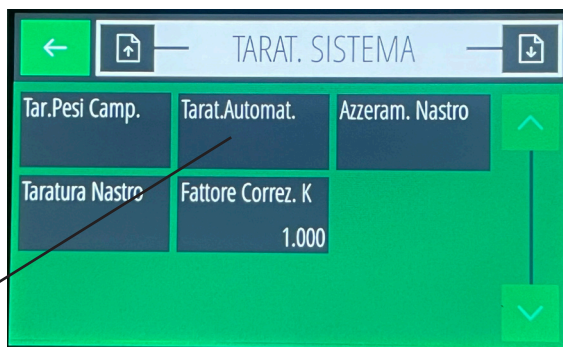 TARAT. SISTEMA
Tar.Pesi Camp.
Tarat.Automat.
Azzeram. Nastro
Taratura Nastro
Fattore Correz. K
1.000